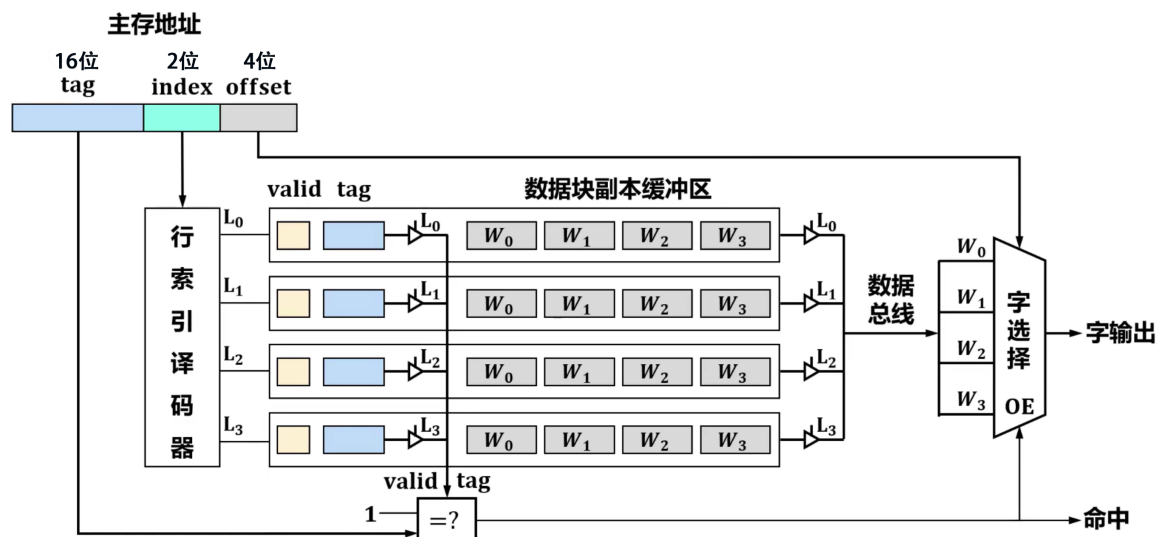 主存地址
16位 2位 4位
tag index offset
valid tag 数据块副本缓冲区
行索引译码器
L0 L0 W0 W1 W2 W3 L0
L1 L1 W0 W1 W2 W3 L1
L2 L2 W0 W1 W2 W3 L2
L3 L3 W0 W1 W2 W3 L3
数据
总线
W0
W1
W2
W3
字选择
OE
字输出
valid tag
1
=?
命中